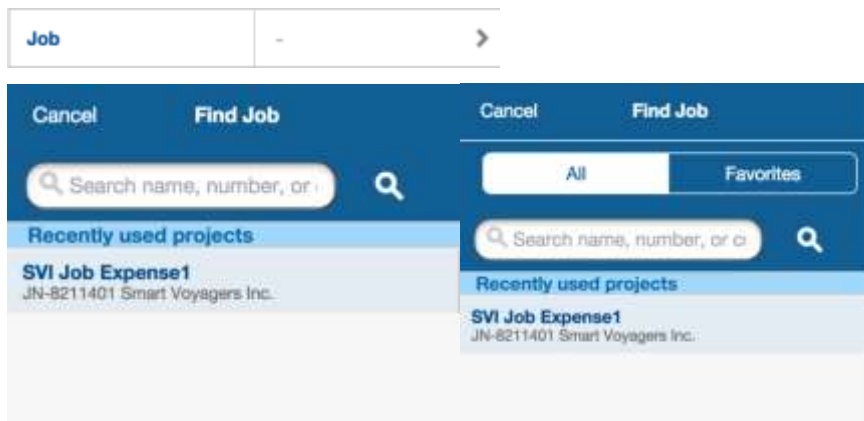 Job -
Cancel Find Job
Search name, number, or
Recently used projects
SVI Job Expense1
JN-8211401 Smart Voyagers Inc.
Cancel Find Job
All Favorites
Search name, number, or
Recently used projects
SVI Job Expense1
JN-8211401 Smart Voyagers Inc.